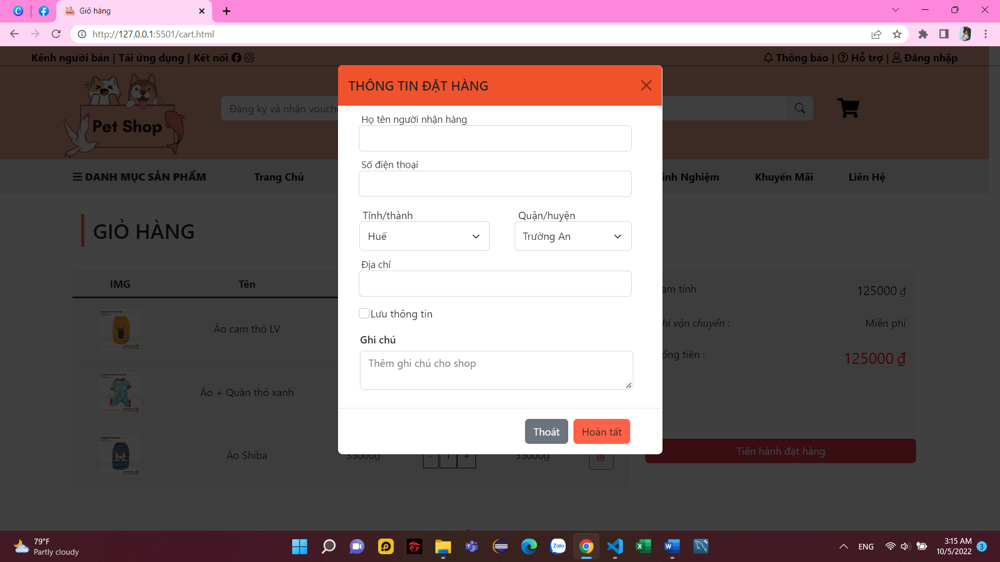 Giỏ hàng
http://127.0.0.1:5501/cart.html
Kênh người bán | Tải ứng dụng | Kết nối
Thông báo | Hỗ trợ | Đăng nhập
Pet Shop
Đăng ký và nhận vouche
DANH MỤC SẢN PHẨM
Trang Chủ
inh Nghiệm
Khuyến Mãi
Liên Hệ
GIỎ HÀNG
IMG
Tên
Áo cam thỏ LV
Áo + Quần thỏ xanh
Áo Shiba
35000₫
- 1 +
35000₫
THÔNG TIN ĐẶT HÀNG
Họ tên người nhận hàng
Số điện thoại
Tỉnh/thành
Quận/huyện
Huế
Trường An
Địa chỉ
Lưu thông tin
Ghi chú
Thêm ghi chú cho shop
Thoát
Hoàn tất
ạm tính
125000 ₫
hí vận chuyển :
Miễn phí
ổng tiền :
125000 ₫
Tiến hành đặt hàng
79°F
Partly cloudy
Zalo
ENG
3:15 AM
10/5/2022
3